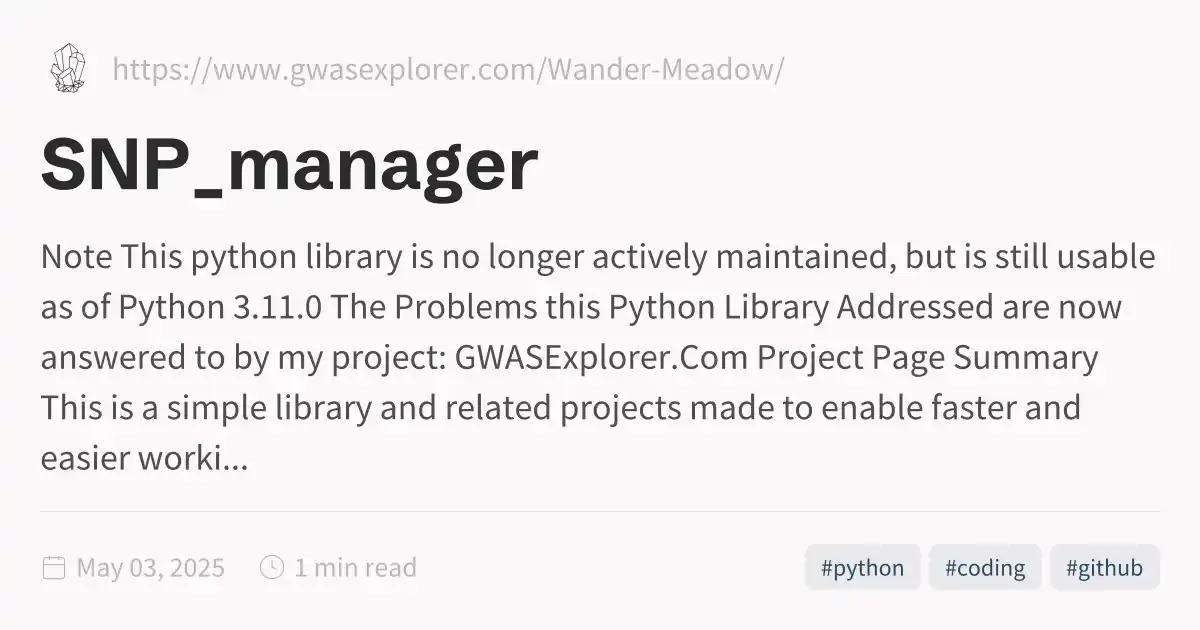 https://www.gwasexplorer.com/Wander-Meadow/
SNP_manager
Note This python library is no longer actively maintained, but is still usable
as of Python 3.11.0 The Problems this Python Library Addressed are now
answered to by my project: GWASExplorer.Com Project Page Summary
This is a simple library and related projects made to enable faster and
easier worki...
May 03, 2025 1 min read #python #coding #github